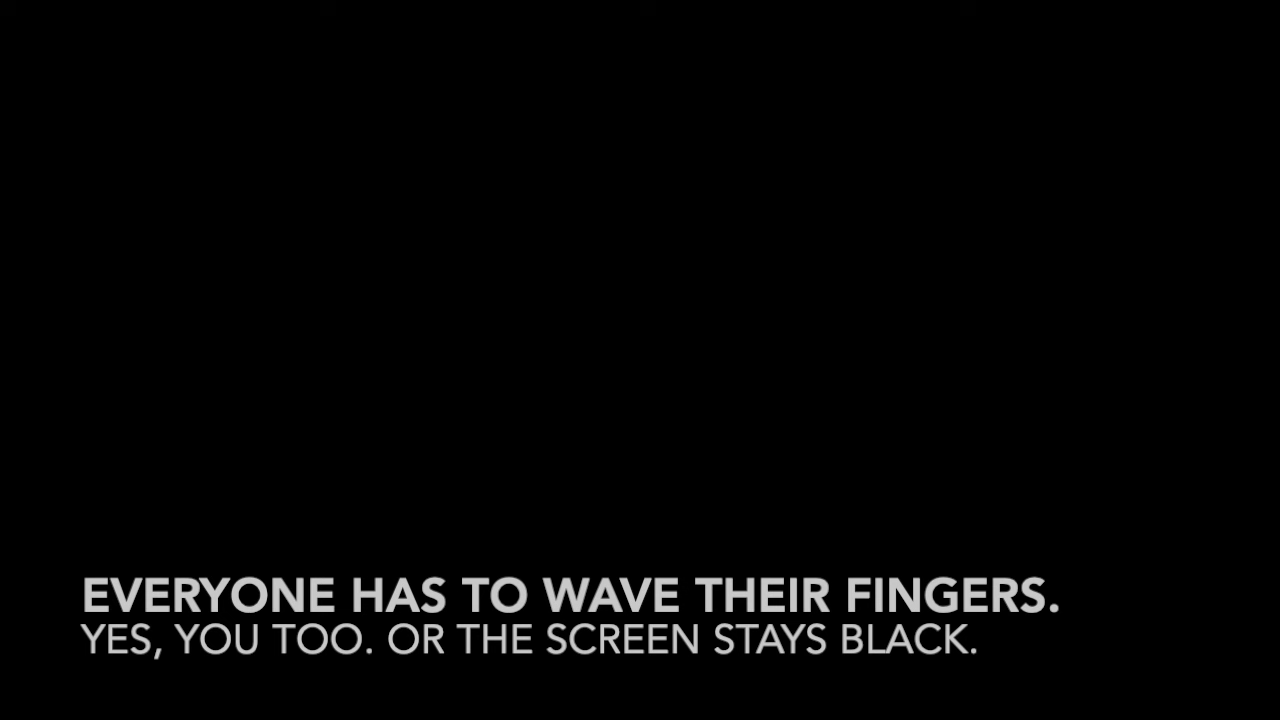 EVERYONE HAS TO WAVE THEIR FINGERS.
YES, YOU TOO. OR THE SCREEN STAYS BLACK.